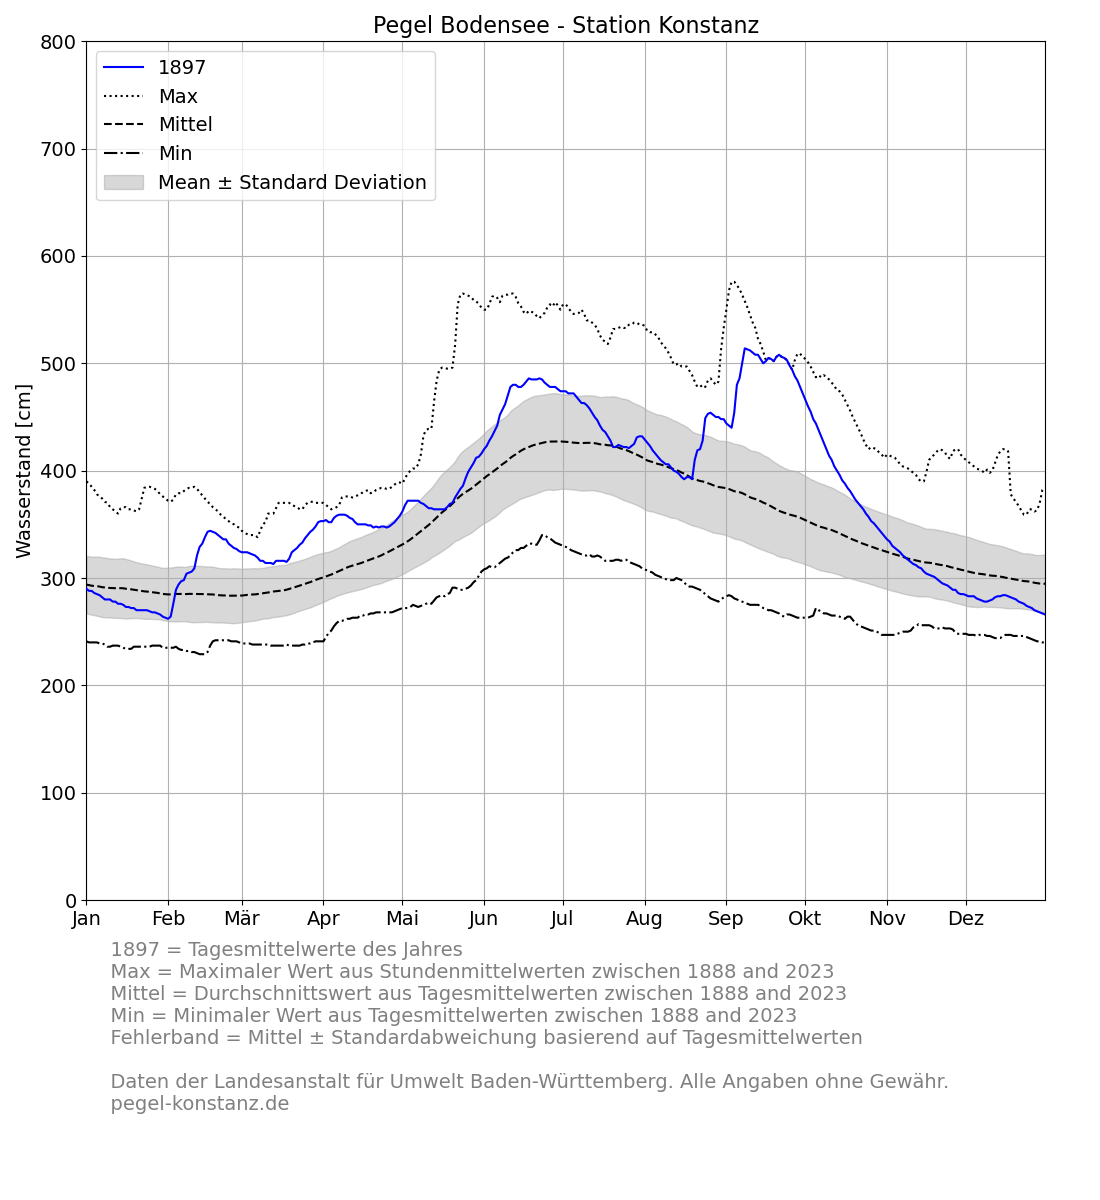 Pegel Bodensee - Station Konstanz
1897
Max
Mittel
Min
Mean ± Standard Deviation
Wasserstand [cm]
800
700
600
500
400
300
200
100
0
Jan Feb Mär Apr Mai Jun Jul Aug Sep Okt Nov Dez
1897 = Tagesmittelwerte des Jahres
Max = Maximaler Wert aus Stundenmittelwerten zwischen 1888 and 2023
Mittel = Durchschnittswert aus Tagesmittelwerten zwischen 1888 and 2023
Min = Minimaler Wert aus Tagesmittelwerten zwischen 1888 and 2023
Fehlerband = Mittel ± Standardabweichung basierend auf Tagesmittelwerten
Daten der Landesanstalt für Umwelt Baden-Württemberg. Alle Angaben ohne Gewähr.
pegel-konstanz.de